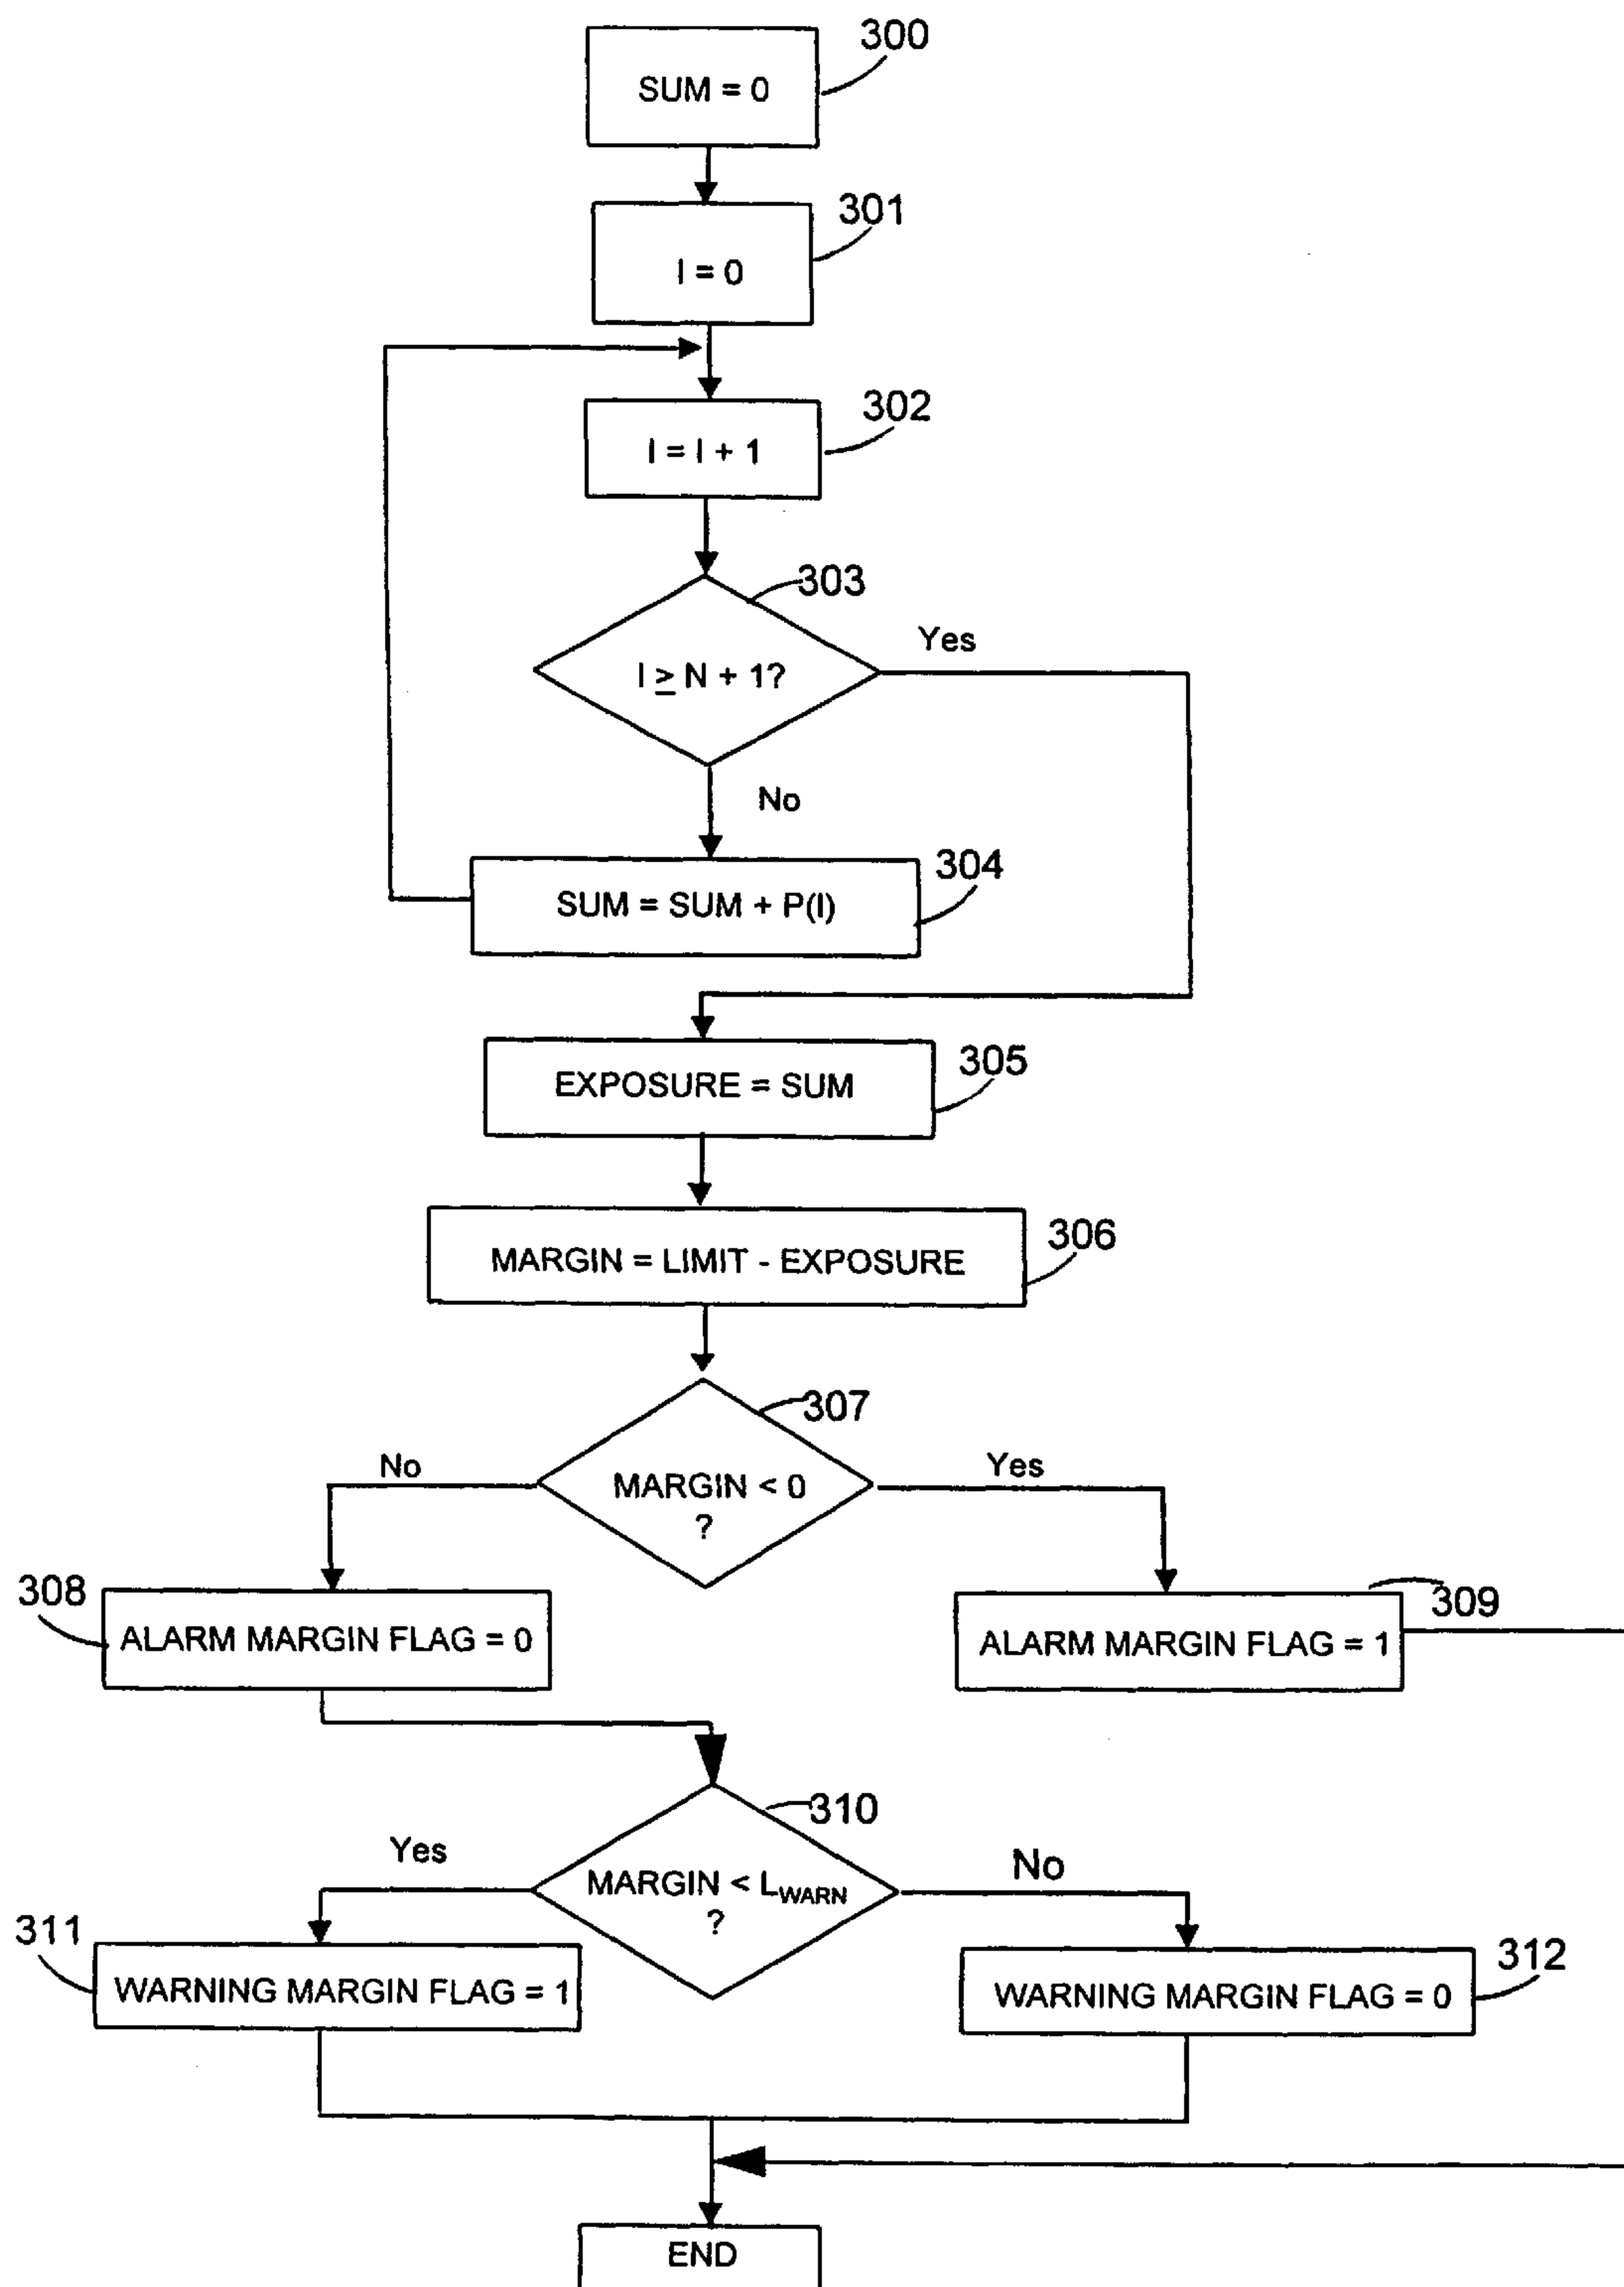 300
SUM = 0
301
I = 0
302
I = I + 1
303
Yes
I ≥ N + 1?
No
304
SUM = SUM + P(I)
305
EXPOSURE = SUM
306
MARGIN = LIMIT - EXPOSURE
307
No
Yes
MARGIN < 0
?
308
309
ALARM MARGIN FLAG = 0
ALARM MARGIN FLAG = 1
310
Yes
No
MARGIN < LWARN
?
311
312
WARNING MARGIN FLAG = 1
WARNING MARGIN FLAG = 0
END